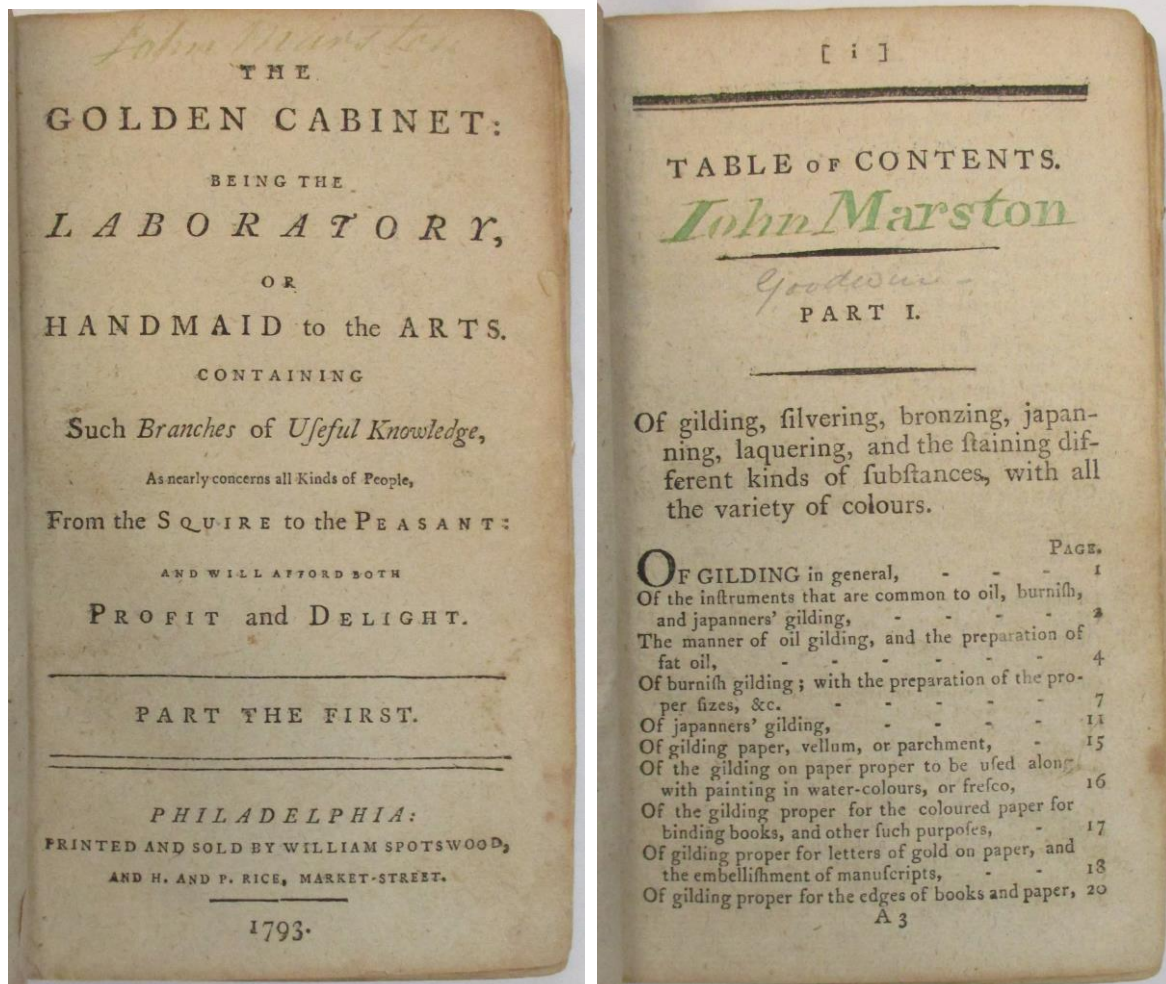 John Marston
THE
GOLDEN CABINET:
BEING THE
LABORATORY,
OR
HANDMAID to the ARTS.
CONTAINING
Such Branches of Uſeful Knowledge,
As nearly concerns all Kinds of People,
From the SQUIRE to the PEASANT:
AND WILL AFFORD BOTH
PROFIT and DELIGHT.
PART THE FIRST.
PHILADELPHIA:
PRINTED AND SOLD BY WILLIAM SPOTSWOOD,
AND H. AND P. RICE, MARKET-STREET.
1793.
[ i ]
TABLE OF CONTENTS.
John Marston
Goodwin
PART I.
Of gilding, ſilvering, bronzing, japan-
ning, laquering, and the ſtaining dif-
ferent kinds of ſubſtances, with all
the variety of colours.
PAGE.
OF GILDING in general, - - - 1
Of the inſtruments that are common to oil, burniſh,
and japanners' gilding, - - - - 2
The manner of oil gilding, and the preparation of
fat oil, - - - - - - 4
Of burniſh gilding; with the preparation of the pro-
per ſizes, &c. - - - - - 7
Of japanners' gilding, - - - - 11
Of gilding paper, vellum, or parchment, - 15
Of the gilding on paper proper to be uſed along
with painting in water-colours, or freſco, 16
Of the gilding proper for the coloured paper for
binding books, and other ſuch purpoſes, - 17
Of gilding proper for letters of gold on paper, and
the embelliſhment of manuſcripts, - - 18
Of gilding proper for the edges of books and paper, 20
A 3